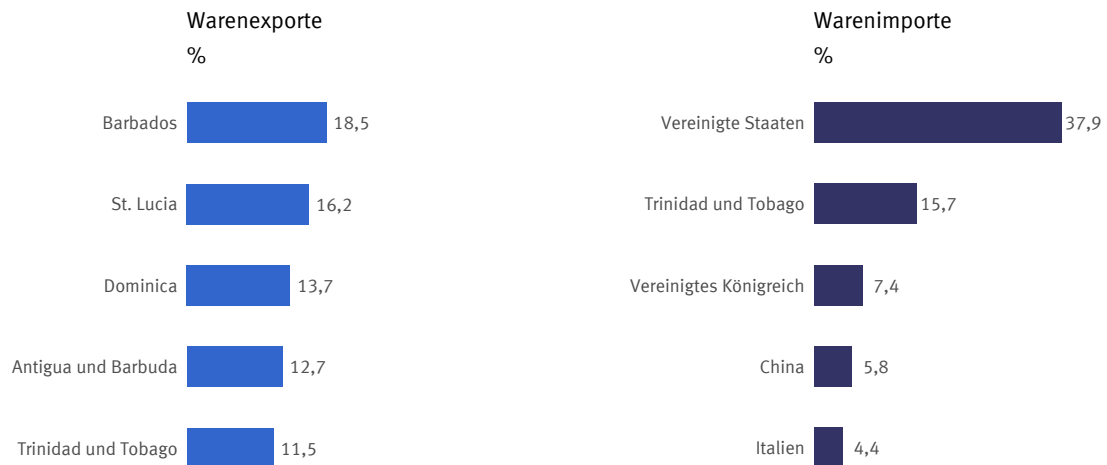 Warenexporte
%
Barbados 18,5
St. Lucia 16,2
Dominica 13,7
Antigua und Barbuda 12,7
Trinidad und Tobago 11,5
Warenimporte
%
Vereinigte Staaten 37,9
Trinidad und Tobago 15,7
Vereinigtes Königreich 7,4
China 5,8
Italien 4,4